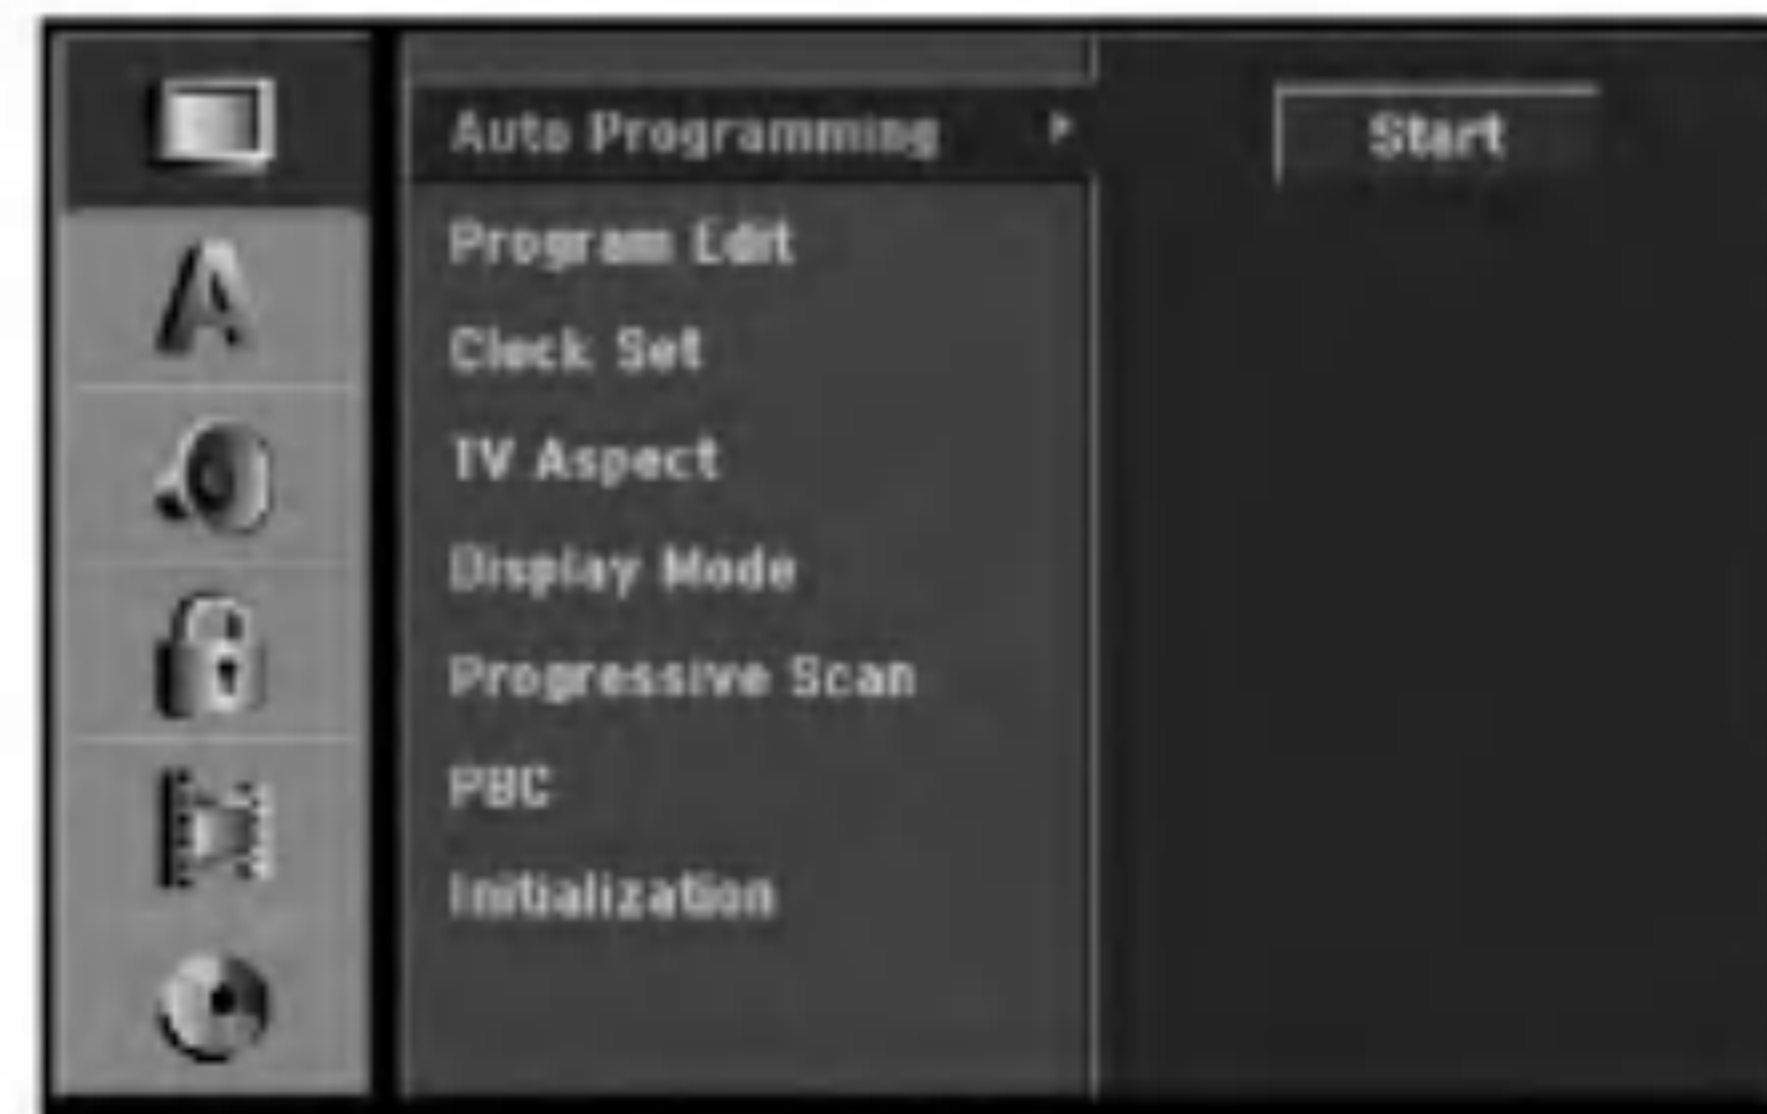 Auto Programming
Start
Program Edit
Clock Set
TV Aspect
Display Mode
Progressive Scan
PBC
Initialization